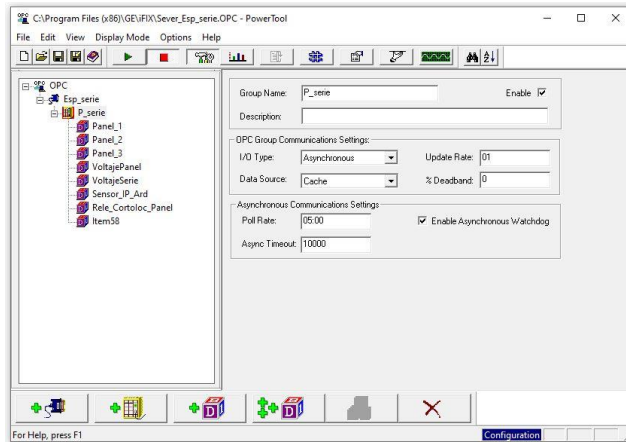 C:\Program Files (x86)\GE\iFIX\Sever_Esp_serie.OPC - PowerTool
File Edit View Display Mode Options Help
OPC
Esp_serie
P_serie
Panel_1
Panel_2
Panel_3
VoltajePanel
VoltajeSerie
Sensor_IP_Ard
Rele_Cortoloc_Panel
Item58
Group Name: P_serie Enable
Description:
OPC Group Communications Settings:
I/O Type: Asynchronous Update Rate: 01
Data Source: Cache % Deadband: 0
Asynchronous Communications Settings
Poll Rate: 05:00 Enable Asynchronous Watchdog
Async Timeout: 10000
For Help, press F1 Configuration